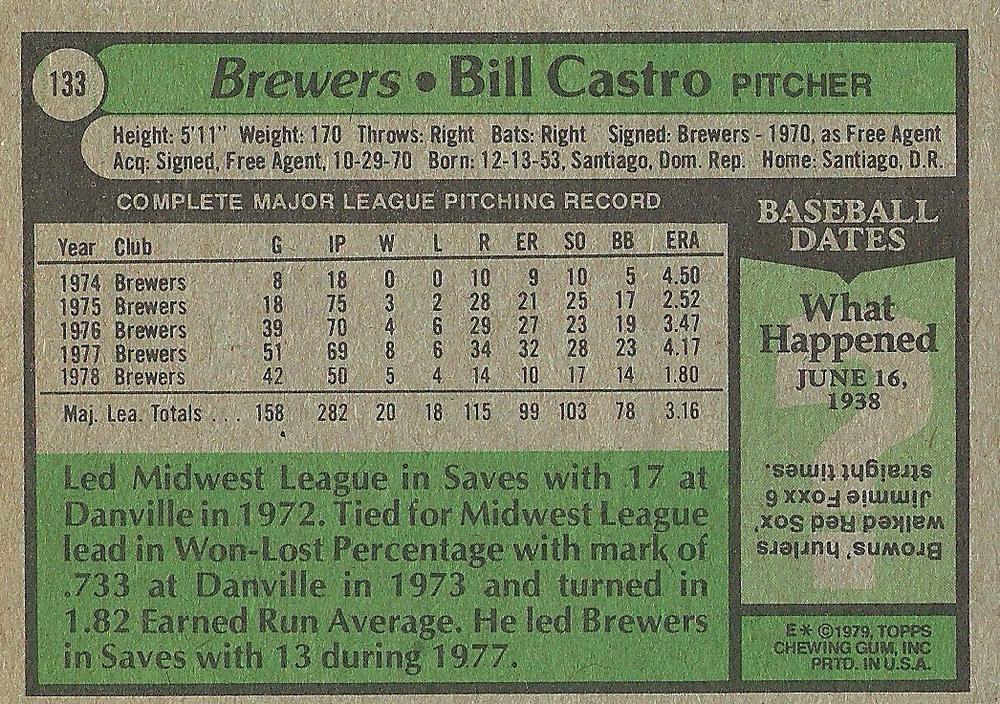 133
Brewers • Bill Castro PITCHER
Height: 5'11" Weight: 170 Throws: Right Bats: Right Signed: Brewers - 1970, as Free Agent
Acq: Signed, Free Agent, 10-29-70 Born: 12-13-53, Santiago, Dom. Rep. Home: Santiago, D.R.
COMPLETE MAJOR LEAGUE PITCHING RECORD
Year Club G IP W L R ER SO BB ERA
1974 Brewers 8 18 0 0 10 9 10 5 4.50
1975 Brewers 18 75 3 2 28 21 25 17 2.52
1976 Brewers 39 70 4 6 29 27 23 19 3.47
1977 Brewers 51 69 8 6 34 32 28 23 4.17
1978 Brewers 42 50 5 4 14 10 17 14 1.80
Maj. Lea. Totals ... 158 282 20 18 115 99 103 78 3.16
Led Midwest League in Saves with 17 at
Danville in 1972. Tied for Midwest League
lead in Won-Lost Percentage with mark of
.733 at Danville in 1973 and turned in
1.82 Earned Run Average. He led Brewers
in Saves with 13 during 1977.
BASEBALL
DATES
What
Happened
JUNE 16,
1938
?
Browns' hurlers
walked Red Sox'
Jimmie Foxx 6
straight times.
E* ©1979, TOPPS
CHEWING GUM, INC
PRTD. IN U.S.A.